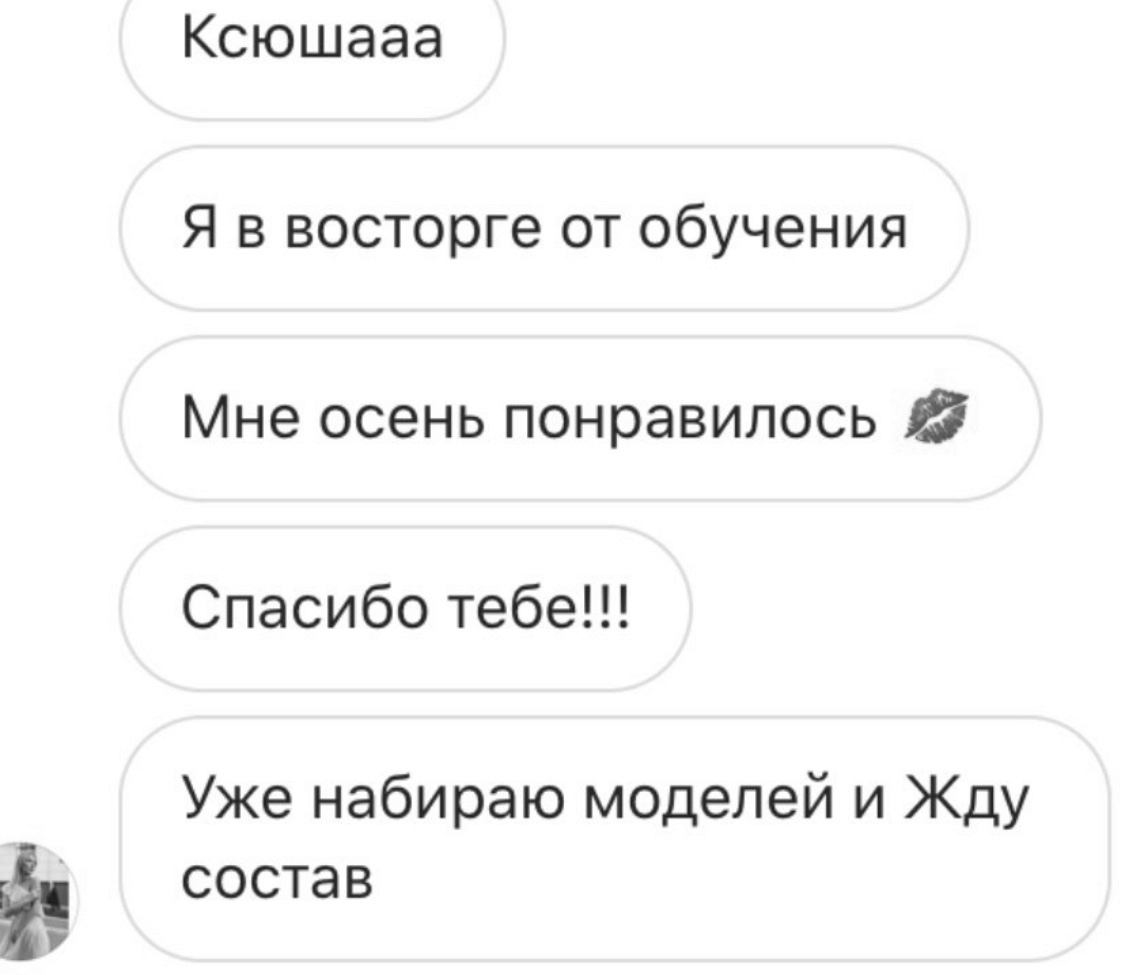 Ксюшааа
Я в восторге от обучения
Мне осень понравилось 💋
Спасибо тебе!!!
Уже набираю моделей и Жду
состав